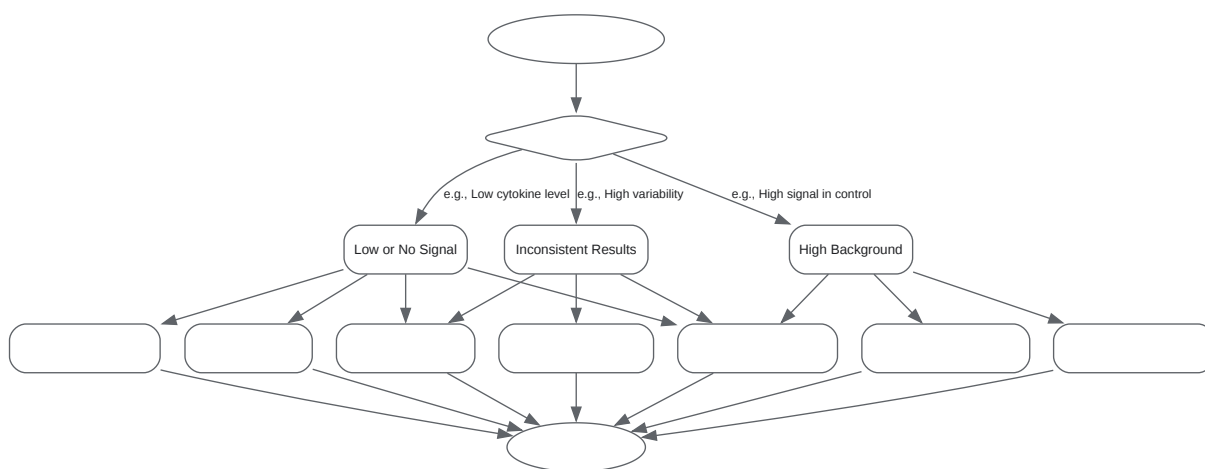 e.g., Low cytokine level
e.g., High variability
e.g., High signal in control
Low or No Signal
Inconsistent Results
High Background